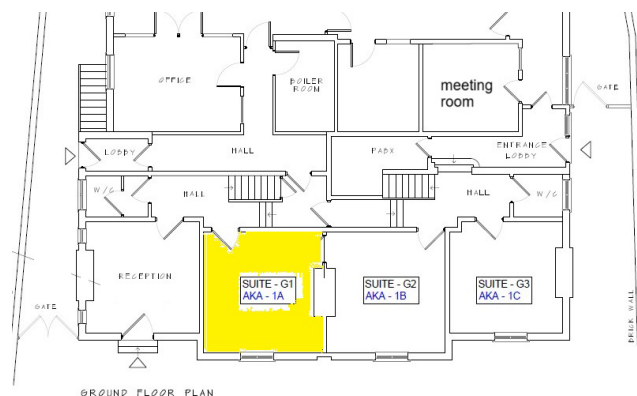 OFFICE
BOILER
ROOM
meeting
room
GATE
LOBBY
HALL
PABX
ENTRANCE
LOBBY
W/C
HALL
HALL
W/C
RECEPTION
SUITE - G1
AKA - 1A
SUITE - G2
AKA - 1B
SUITE - G3
AKA - 1C
GATE
BRICK WALL
GROUND FLOOR PLAN